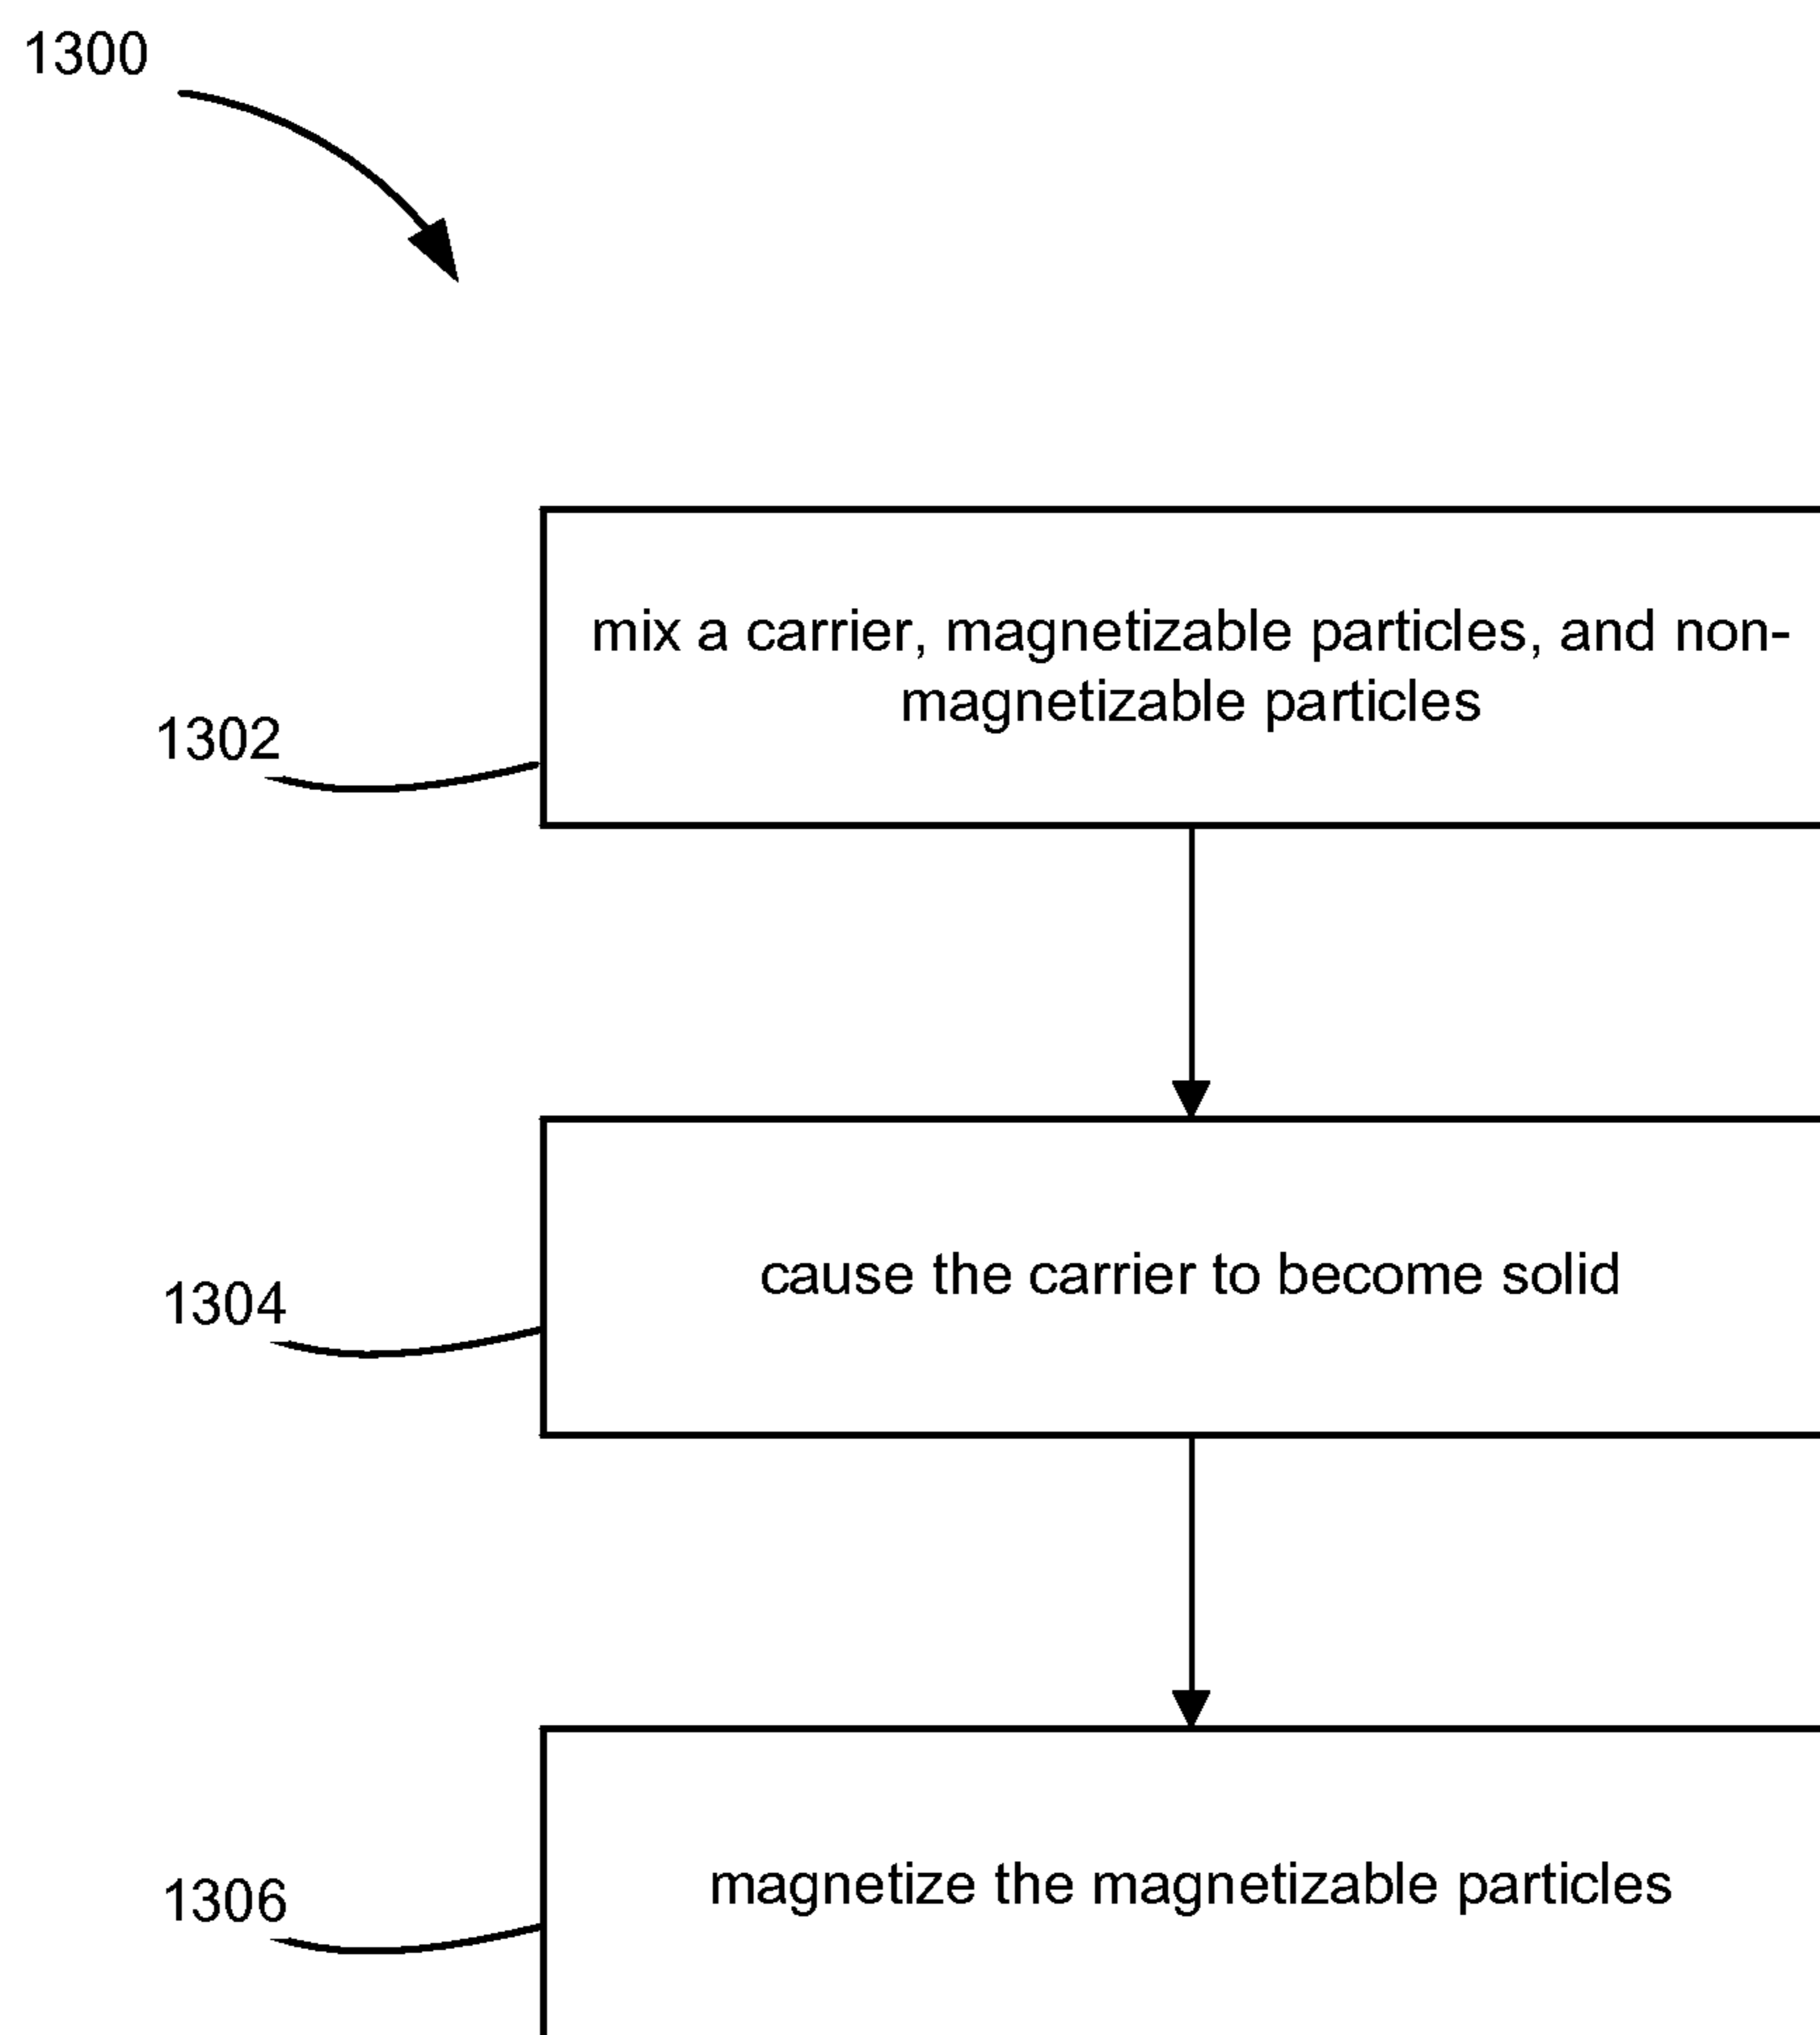 1300
mix a carrier, magnetizable particles, and non-
magnetizable particles
1302
cause the carrier to become solid
1304
magnetize the magnetizable particles
1306